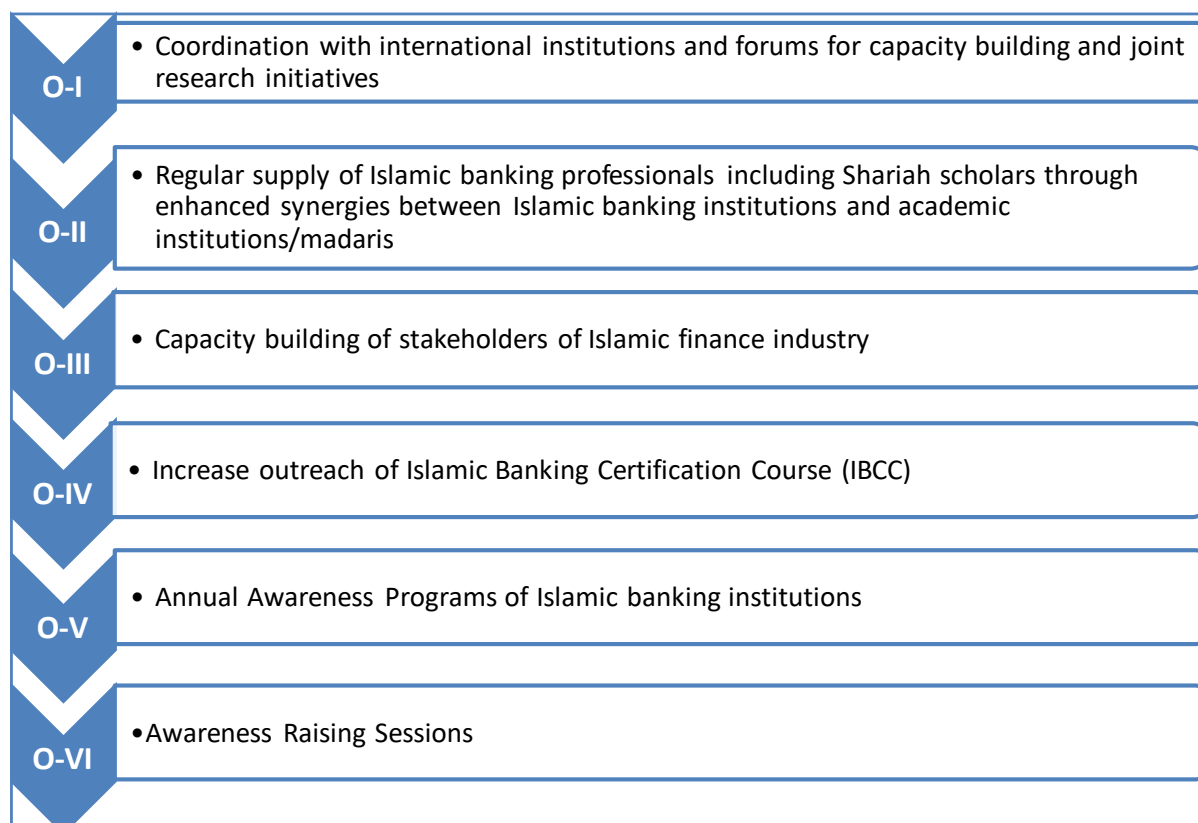 O-I
• Coordination with international institutions and forums for capacity building and joint
research initiatives
O-II
• Regular supply of Islamic banking professionals including Shariah scholars through
enhanced synergies between Islamic banking institutions and academic
institutions/madaris
O-III
• Capacity building of stakeholders of Islamic finance industry
O-IV
• Increase outreach of Islamic Banking Certification Course (IBCC)
O-V
• Annual Awareness Programs of Islamic banking institutions
O-VI
•Awareness Raising Sessions